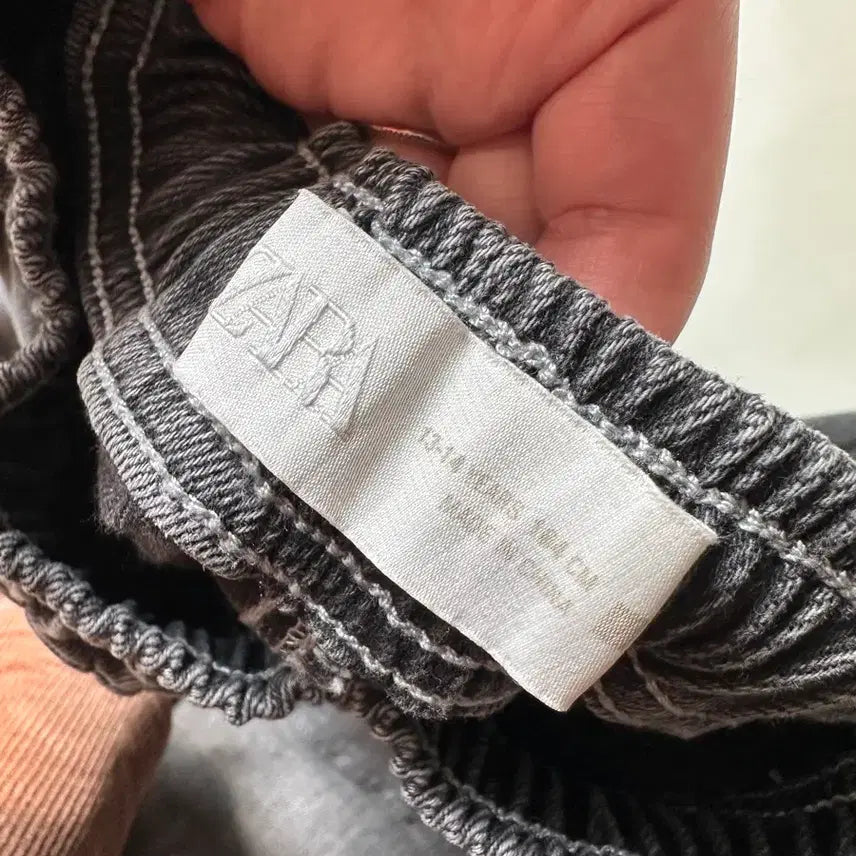 ZARA
13-14 YEARS 164 CM
MADE IN CHINA